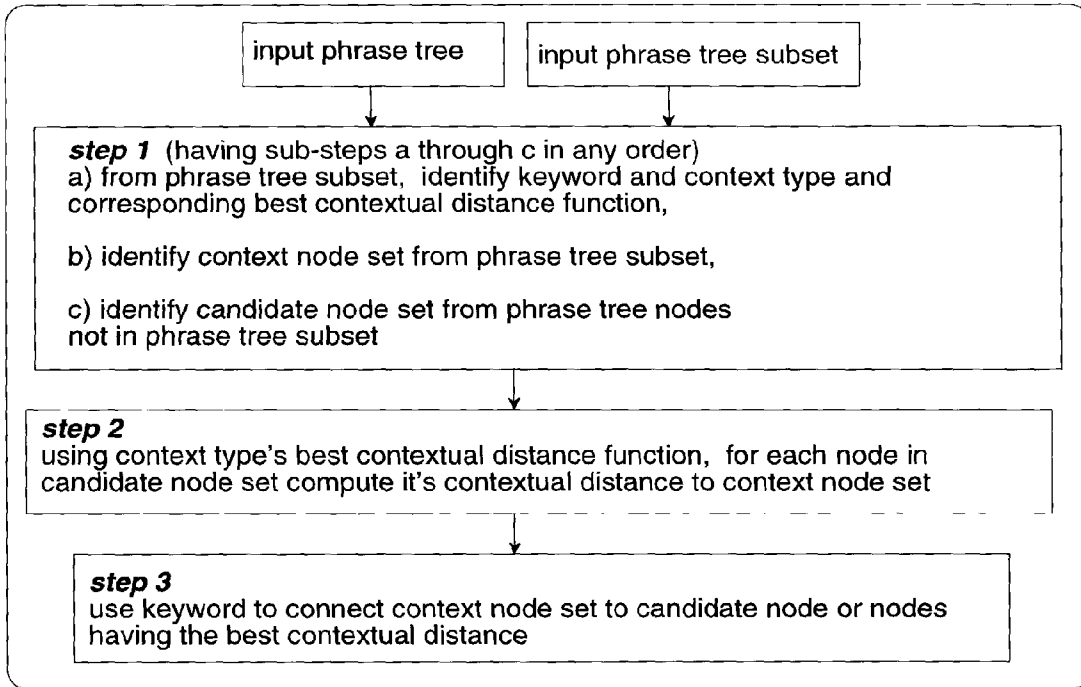 input phrase tree
input phrase tree subset
step 1 (having sub-steps a through c in any order)
a) from phrase tree subset, identify keyword and context type and
corresponding best contextual distance function,
b) identify context node set from phrase tree subset,
c) identify candidate node set from phrase tree nodes
not in phrase tree subset
step 2
using context type's best contextual distance function, for each node in
candidate node set compute it's contextual distance to context node set
step 3
use keyword to connect context node set to candidate node or nodes
having the best contextual distance